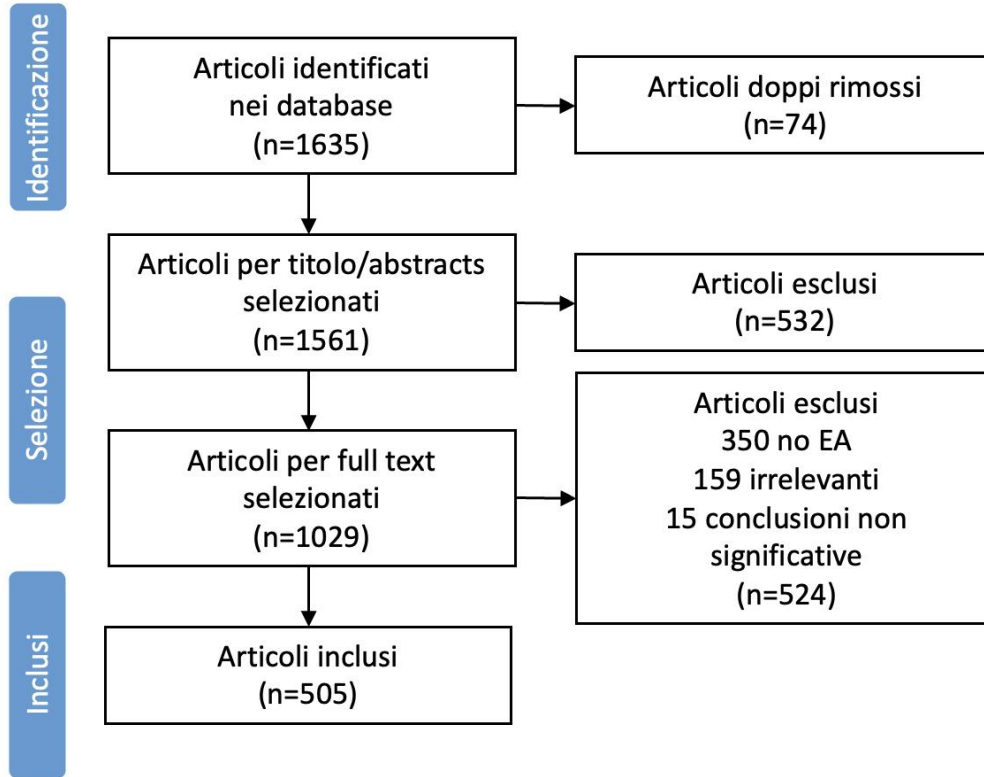 Identificazione
Articoli identificati
nei database
(n=1635)
Articoli doppi rimossi
(n=74)
Selezione
Articoli per titolo/abstracts
selezionati
(n=1561)
Articoli esclusi
(n=532)
Articoli per full text
selezionati
(n=1029)
Articoli esclusi
350 no EA
159 irrelevanti
15 conclusioni non
significative
(n=524)
Inclusi
Articoli inclusi
(n=505)